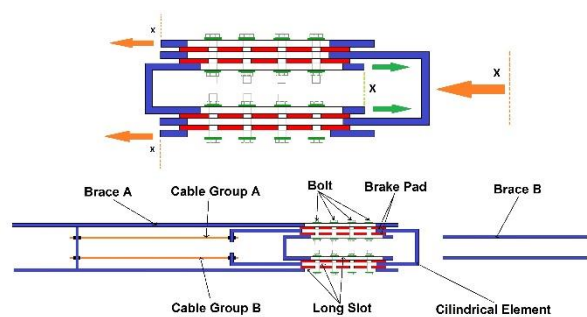 x
X
X
x
Bolt
Brake Pad
Brace A
Cable Group A
Brace B
Cable Group B
Long Slot
Cilindrical Element